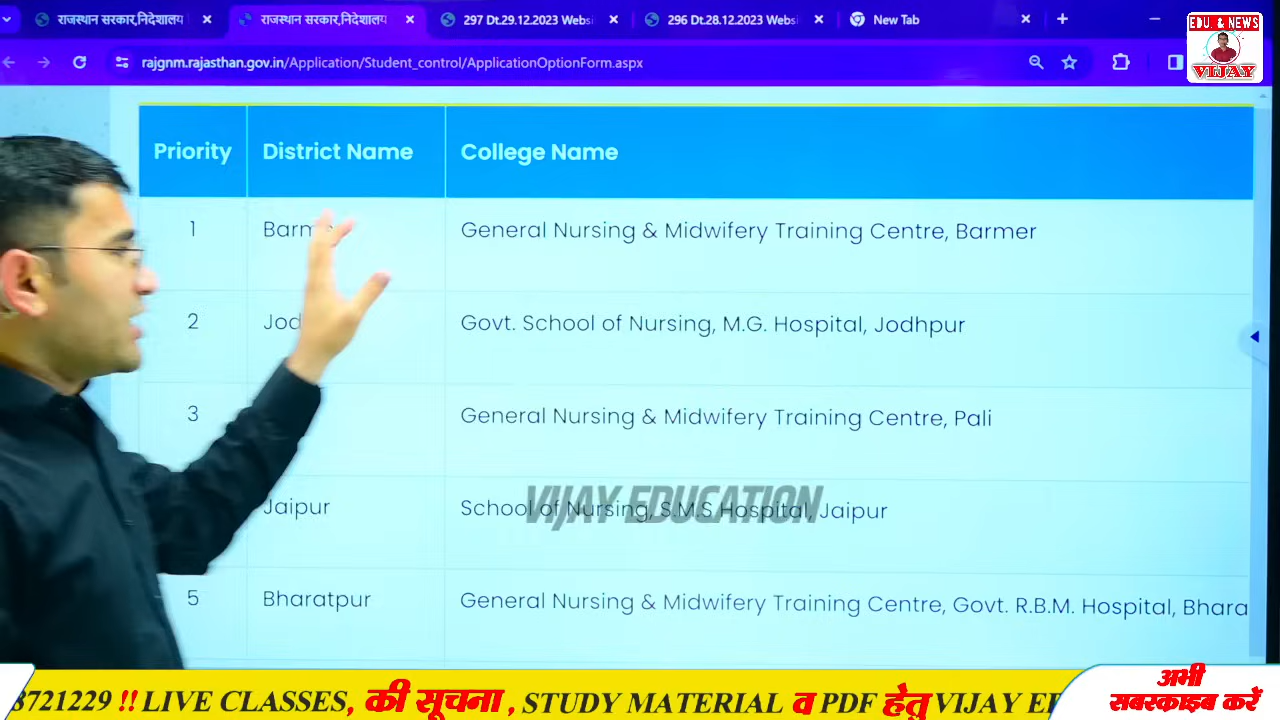 राजस्थान सरकार,निदेशालय
राजस्थान सरकार,निदेशालय
297 Dt.29.12.2023 Websi
296 Dt.28.12.2023 Websi
New Tab
rajgnm.rajasthan.gov.in/Application/Student_control/ApplicationOptionForm.aspx
EDU. & NEWS
VIJAY
Priority District Name College Name
1 Barme General Nursing & Midwifery Training Centre, Barmer
2 Jod Govt. School of Nursing, M.G. Hospital, Jodhpur
3 General Nursing & Midwifery Training Centre, Pali
Jaipur School of Nursing, S.M.S Hospital, Jaipur
VIJAY EDUCATION
5 Bharatpur General Nursing & Midwifery Training Centre, Govt. R.B.M. Hospital, Bhara
8721229 !! LIVE CLASSES, की सूचना , STUDY MATERIAL व PDF हेतु VIJAY
अभी
सबस्क्राइब करें